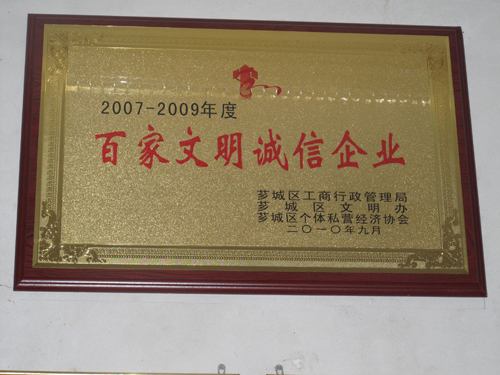 2007-2009年度
百家文明诚信企业
芗城区工商行政管理局
芗城区文明办
芗城区个体私营经济协会
二〇一〇年九月